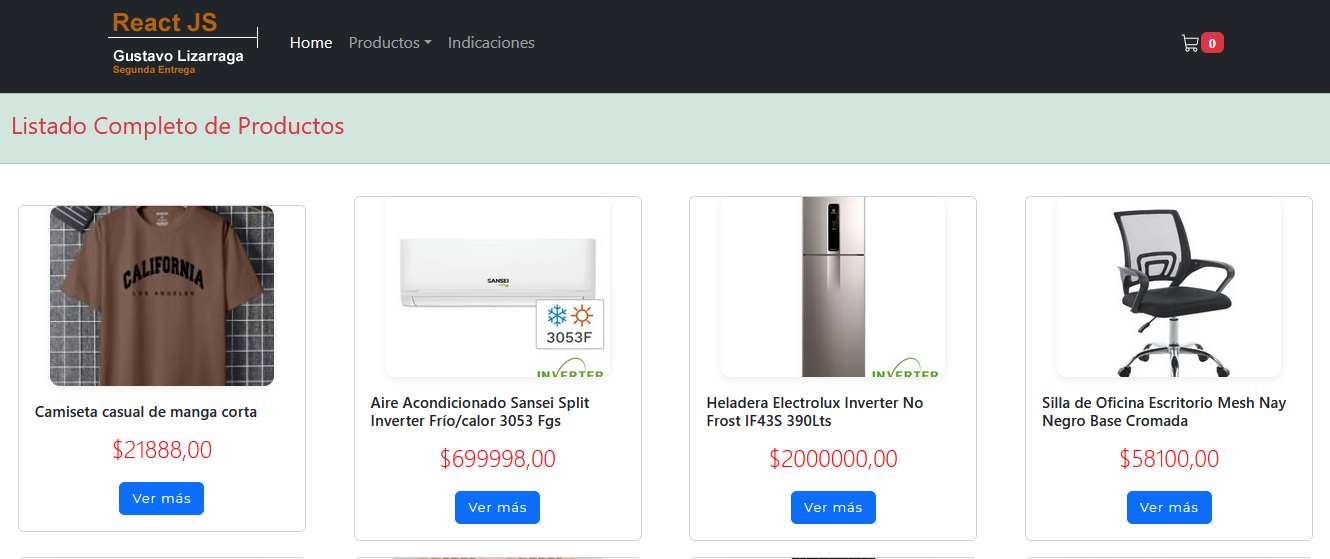 React JS
Gustavo Lizarraga
Segunda Entrega
Home
Productos
Indicaciones
0
Listado Completo de Productos
CALIFORNIA
LOS ANGELES
Camiseta casual de manga corta
$21888,00
Ver más
SANSEI
3053F
INVERTER
Aire Acondicionado Sansei Split
Inverter Frío/calor 3053 Fgs
$699998,00
Ver más
INVERTER
Heladera Electrolux Inverter No
Frost IF43S 390Lts
$2000000,00
Ver más
Silla de Oficina Escritorio Mesh Nay
Negro Base Cromada
$58100,00
Ver más